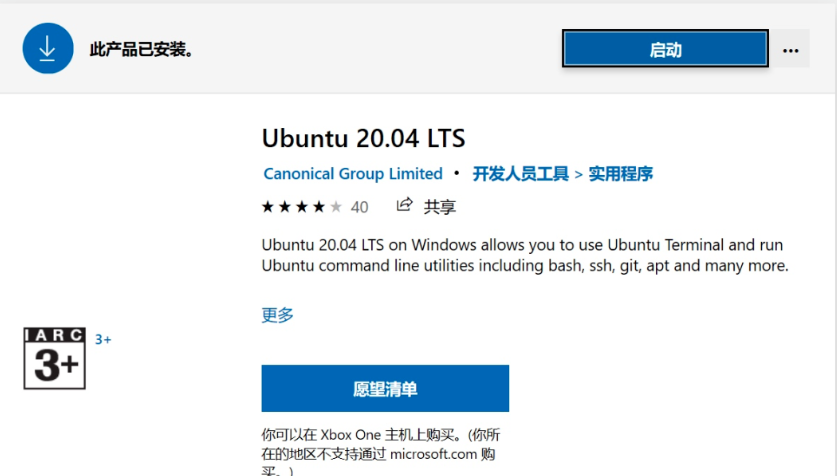 此产品已安装。
启动
...
Ubuntu 20.04 LTS
Canonical Group Limited • 开发人员工具 > 实用程序
★★★★★ 40 共享
Ubuntu 20.04 LTS on Windows allows you to use Ubuntu Terminal and run
Ubuntu command line utilities including bash, ssh, git, apt and many more.
更多
IARC
3+
3+
愿望清单
你可以在 Xbox One 主机上购买。(你所
在的地区不支持通过 microsoft.com 购
买。)